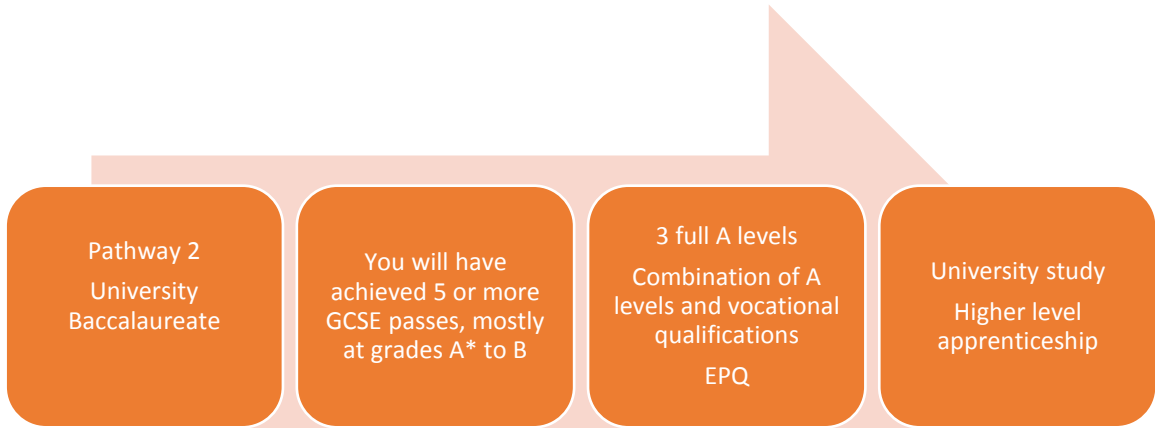 Pathway 2
University
Baccalaureate
You will have
achieved 5 or more
GCSE passes, mostly
at grades A* to B
3 full A levels
Combination of A
levels and vocational
qualifications
EPQ
University study
Higher level
apprenticeship